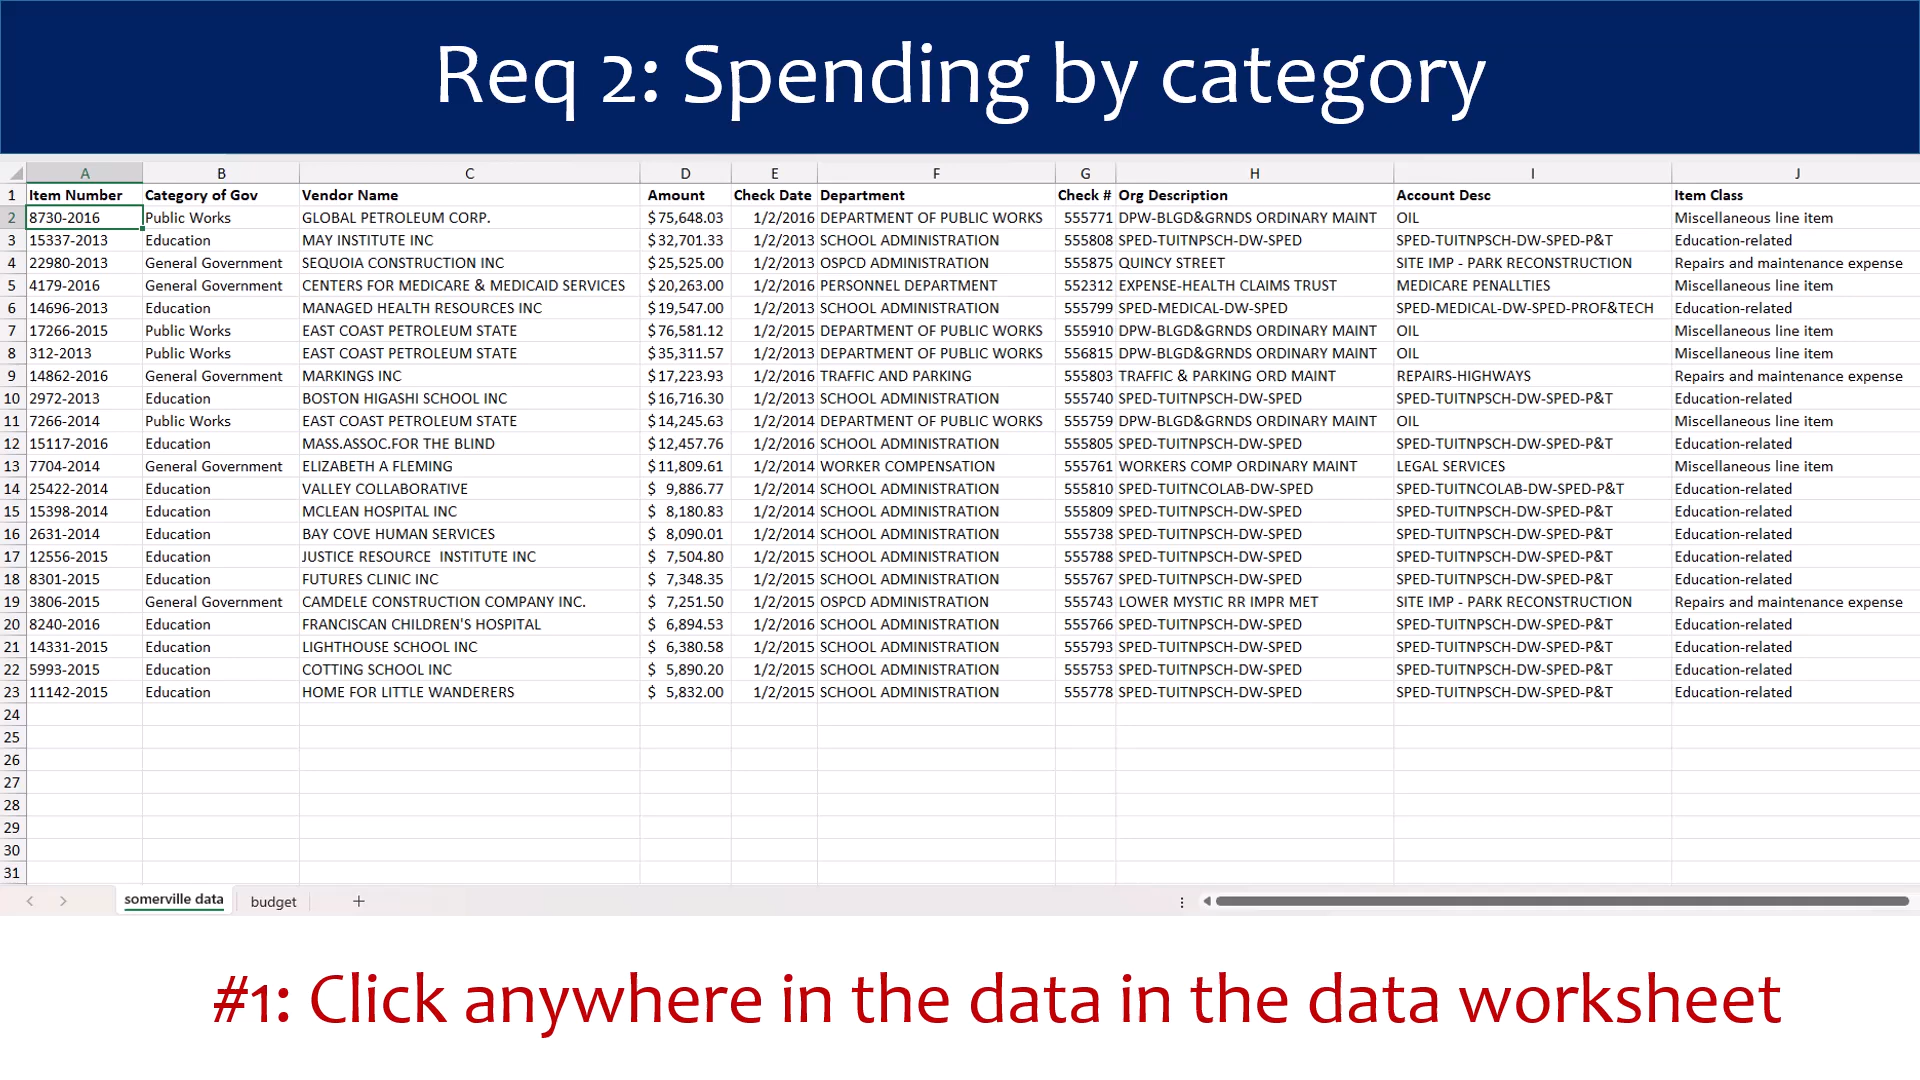 Req 2: Spending by category
A B C D E F G H I J
1 Item Number Category of Gov Vendor Name Amount Check Date Department Check # Org Description Account Desc Item Class
2 8730-2016 Public Works GLOBAL PETROLEUM CORP. $75,648.03 1/2/2016 DEPARTMENT OF PUBLIC WORKS 555771 DPW-BLGD&GRNDS ORDINARY MAINT OIL Miscellaneous line item
3 15337-2013 Education MAY INSTITUTE INC $32,701.33 1/2/2013 SCHOOL ADMINISTRATION 555808 SPED-TUITNPSCH-DW-SPED SPED-TUITNPSCH-DW-SPED-P&T Education-related
4 22980-2013 General Government SEQUOIA CONSTRUCTION INC $25,525.00 1/2/2013 OSPCD ADMINISTRATION 555875 QUINCY STREET SITE IMP - PARK RECONSTRUCTION Repairs and maintenance expense
5 4179-2016 General Government CENTERS FOR MEDICARE & MEDICAID SERVICES $20,263.00 1/2/2016 PERSONNEL DEPARTMENT 552312 EXPENSE-HEALTH CLAIMS TRUST MEDICARE PENALLTIES Miscellaneous line item
6 14696-2013 Education MANAGED HEALTH RESOURCES INC $19,547.00 1/2/2013 SCHOOL ADMINISTRATION 555799 SPED-MEDICAL-DW-SPED SPED-MEDICAL-DW-SPED-PROF&TECH Education-related
7 17266-2015 Public Works EAST COAST PETROLEUM STATE $76,581.12 1/2/2015 DEPARTMENT OF PUBLIC WORKS 555910 DPW-BLGD&GRNDS ORDINARY MAINT OIL Miscellaneous line item
8 312-2013 Public Works EAST COAST PETROLEUM STATE $35,311.57 1/2/2013 DEPARTMENT OF PUBLIC WORKS 556815 DPW-BLGD&GRNDS ORDINARY MAINT OIL Miscellaneous line item
9 14862-2016 General Government MARKINGS INC $17,223.93 1/2/2016 TRAFFIC AND PARKING 555803 TRAFFIC & PARKING ORD MAINT REPAIRS-HIGHWAYS Repairs and maintenance expense
10 2972-2013 Education BOSTON HIGASHI SCHOOL INC $16,716.30 1/2/2013 SCHOOL ADMINISTRATION 555740 SPED-TUITNPSCH-DW-SPED SPED-TUITNPSCH-DW-SPED-P&T Education-related
11 7266-2014 Public Works EAST COAST PETROLEUM STATE $14,245.63 1/2/2014 DEPARTMENT OF PUBLIC WORKS 555759 DPW-BLGD&GRNDS ORDINARY MAINT OIL Miscellaneous line item
12 15117-2016 Education MASS.ASSOC.FOR THE BLIND $12,457.76 1/2/2016 SCHOOL ADMINISTRATION 555805 SPED-TUITNPSCH-DW-SPED SPED-TUITNPSCH-DW-SPED-P&T Education-related
13 7704-2014 General Government ELIZABETH A FLEMING $11,809.61 1/2/2014 WORKER COMPENSATION 555761 WORKERS COMP ORDINARY MAINT LEGAL SERVICES Miscellaneous line item
14 25422-2014 Education VALLEY COLLABORATIVE $ 9,886.77 1/2/2014 SCHOOL ADMINISTRATION 555810 SPED-TUITNCOLAB-DW-SPED SPED-TUITNCOLAB-DW-SPED-P&T Education-related
15 15398-2014 Education MCLEAN HOSPITAL INC $ 8,180.83 1/2/2014 SCHOOL ADMINISTRATION 555809 SPED-TUITNPSCH-DW-SPED SPED-TUITNPSCH-DW-SPED-P&T Education-related
16 2631-2014 Education BAY COVE HUMAN SERVICES $ 8,090.01 1/2/2014 SCHOOL ADMINISTRATION 555738 SPED-TUITNPSCH-DW-SPED SPED-TUITNPSCH-DW-SPED-P&T Education-related
17 12556-2015 Education JUSTICE RESOURCE  INSTITUTE INC $ 7,504.80 1/2/2015 SCHOOL ADMINISTRATION 555788 SPED-TUITNPSCH-DW-SPED SPED-TUITNPSCH-DW-SPED-P&T Education-related
18 8301-2015 Education FUTURES CLINIC INC $ 7,348.35 1/2/2015 SCHOOL ADMINISTRATION 555767 SPED-TUITNPSCH-DW-SPED SPED-TUITNPSCH-DW-SPED-P&T Education-related
19 3806-2015 General Government CAMDELE CONSTRUCTION COMPANY INC. $ 7,251.50 1/2/2015 OSPCD ADMINISTRATION 555743 LOWER MYSTIC RR IMPR MET SITE IMP - PARK RECONSTRUCTION Repairs and maintenance expense
20 8240-2016 Education FRANCISCAN CHILDREN'S HOSPITAL $ 6,894.53 1/2/2016 SCHOOL ADMINISTRATION 555766 SPED-TUITNPSCH-DW-SPED SPED-TUITNPSCH-DW-SPED-P&T Education-related
21 14331-2015 Education LIGHTHOUSE SCHOOL INC $ 6,380.58 1/2/2015 SCHOOL ADMINISTRATION 555793 SPED-TUITNPSCH-DW-SPED SPED-TUITNPSCH-DW-SPED-P&T Education-related
22 5993-2015 Education COTTING SCHOOL INC $ 5,890.20 1/2/2015 SCHOOL ADMINISTRATION 555753 SPED-TUITNPSCH-DW-SPED SPED-TUITNPSCH-DW-SPED-P&T Education-related
23 11142-2015 Education HOME FOR LITTLE WANDERERS $ 5,832.00 1/2/2015 SCHOOL ADMINISTRATION 555778 SPED-TUITNPSCH-DW-SPED SPED-TUITNPSCH-DW-SPED-P&T Education-related
24
25
26
27
28
29
30
31
somerville data budget +
#1: Click anywhere in the data in the data worksheet